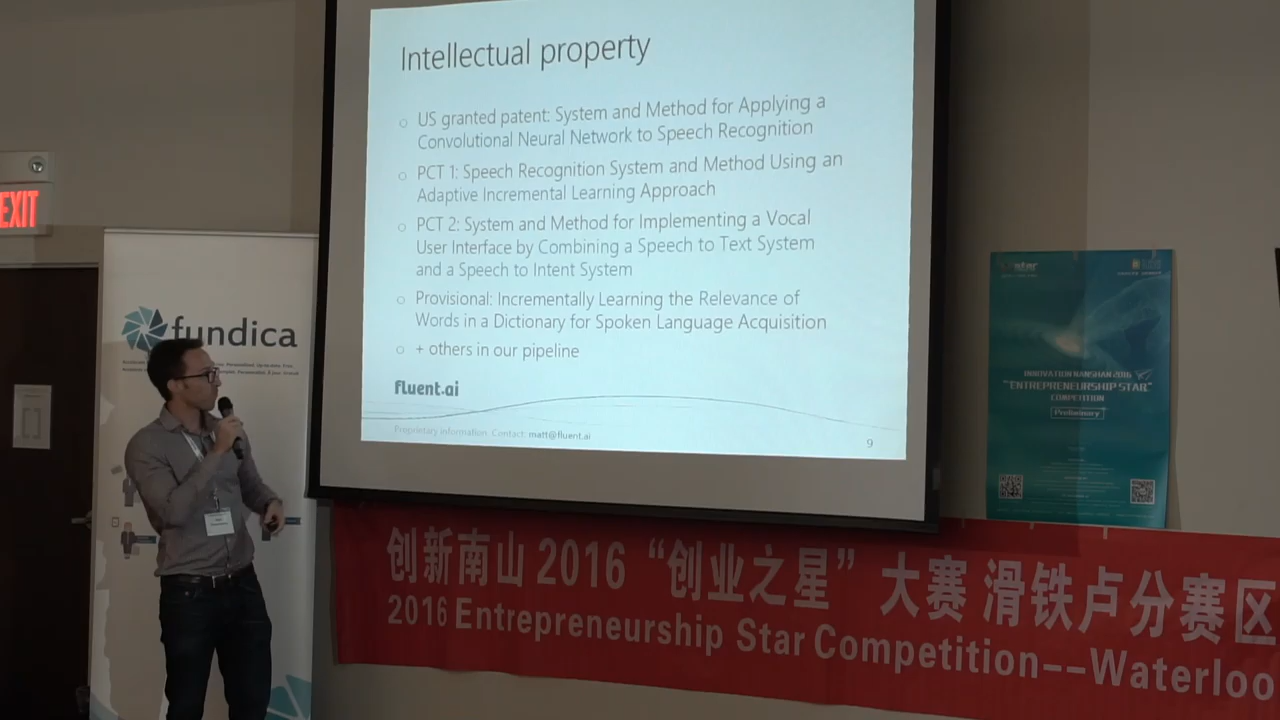 Intellectual property
US granted patent: System and Method for Applying a
Convolutional Neural Network to Speech Recognition
PCT 1: Speech Recognition System and Method Using an
Adaptive Incremental Learning Approach
PCT 2: System and Method for Implementing a Vocal
User Interface by Combining a Speech to Text System
and a Speech to Intent System
Provisional: Incrementally Learning the Relevance of
Words in a Dictionary for Spoken Language Acquisition
+ others in our pipeline
fluent.ai
Proprietary information. Contact: matt@fluent.ai
9
EXIT
fundica
INNOVATION NANSHAN 2016
"ENTREPRENEURSHIP STAR"
COMPETITION
Preliminary
创新南山 2016 “创业之星” 大赛 滑铁卢分赛区
2016 Entrepreneurship Star Competition--Waterloo